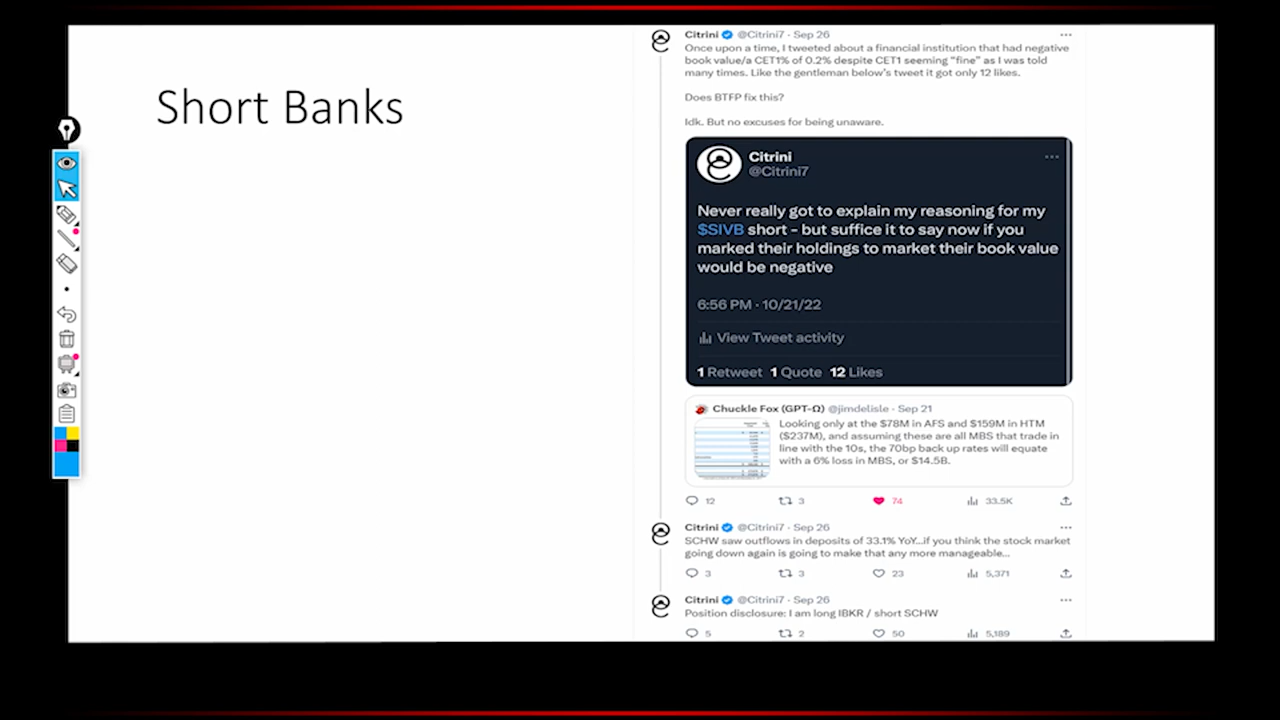 Short Banks
Citrini @Citrini7 · Sep 26
Once upon a time, I tweeted about a financial institution that had negative
book value/a CET1% of 0.2% despite CET1 seeming "fine" as I was told
many times. Like the gentleman below's tweet it got only 12 likes.
Does BTFP fix this?
Idk. But no excuses for being unaware.
Citrini
@Citrini7
Never really got to explain my reasoning for my
$SIVB short – but suffice it to say now if you
marked their holdings to market their book value
would be negative
6:56 PM · 10/21/22
View Tweet activity
1 Retweet 1 Quote 12 Likes
Chuckle Fox (GPT-Ω) @jimdelisle · Sep 21
Looking only at the $78M in AFS and $159M in HTM
($237M), and assuming these are all MBS that trade in
line with the 10s, the 70bp back up rates will equate
with a 6% loss in MBS, or $14.5B.
12 3 74 33.5K
Citrini @Citrini7 · Sep 26
SCHW saw outflows in deposits of 33.1% YoY...if you think the stock market
going down again is going to make that any more manageable...
3 3 23 5,371
Citrini @Citrini7 · Sep 26
Position disclosure: I am long IBKR / short SCHW
5 2 50 5,189